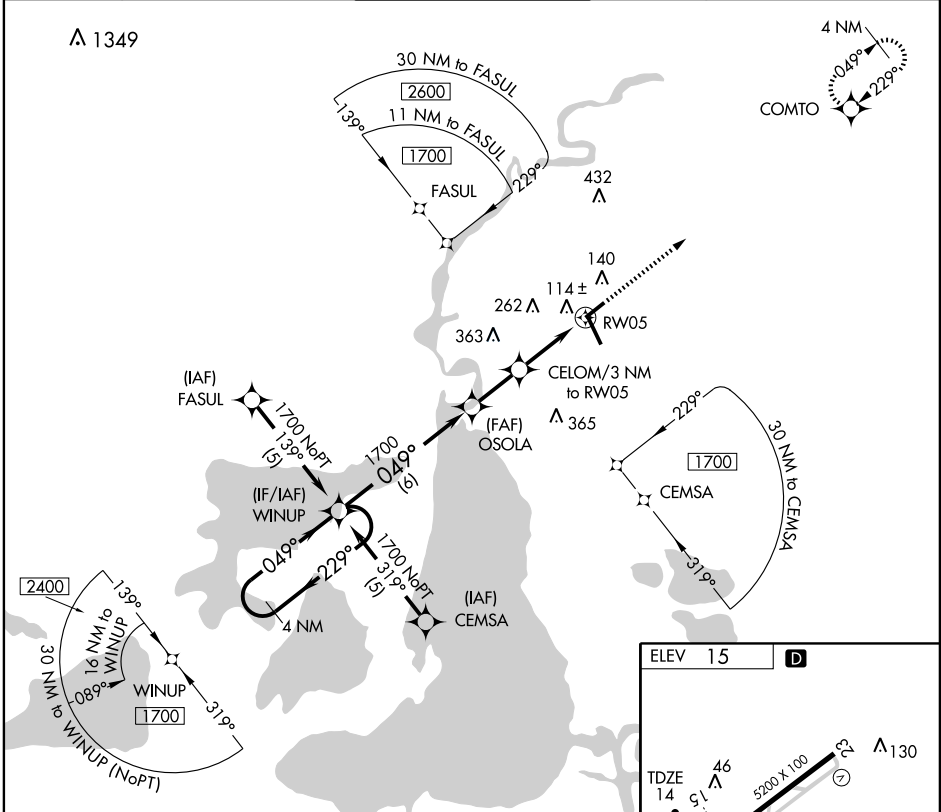 1349
4 NM
049°
229°
COMTO
30 NM to FASUL
2600
139°
11 NM to FASUL
1700
229°
FASUL
432
140
114 ±
262
RW05
363
CELOM/3 NM
to RW05
(IAF)
FASUL
1700 NoPT
139°
(5)
(FAF)
OSOLA
365
1700
049°
(6)
229°
30 NM to CEMSA
1700
CEMSA
319°
(IF/IAF)
WINUP
049°
229°
4 NM
1700 NoPT
319°
(5)
(IAF)
CEMSA
2400
139°
16 NM to
WINUP
089°
WINUP
1700
319°
30 NM to WINUP (NoPT)
ELEV 15
D
TDZE
14
46
15
5200 X 100
23
V
130